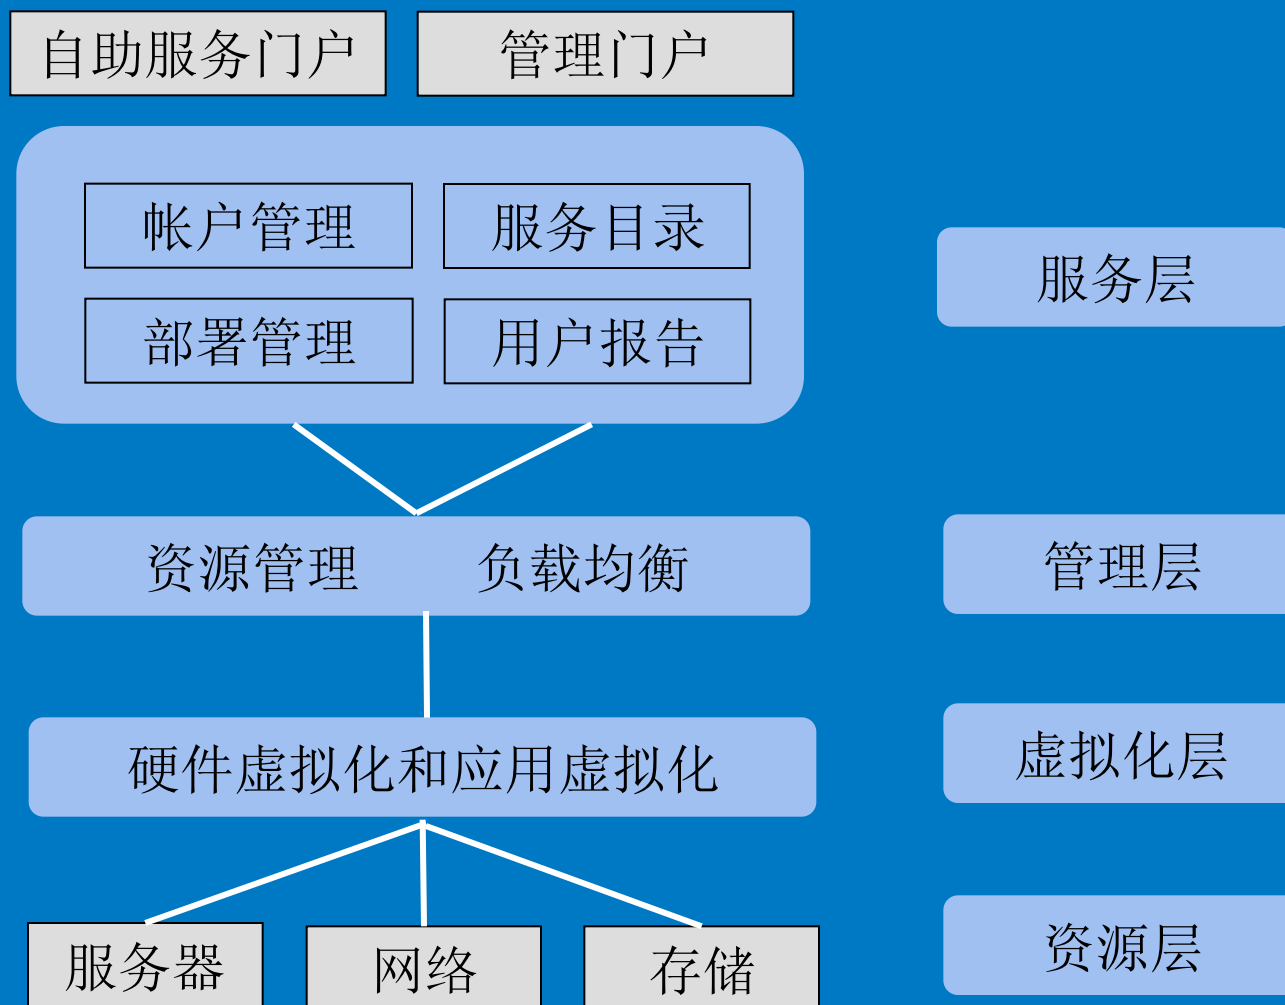 自助服务门户 管理门户
帐户管理 服务目录
服务层
部署管理 用户报告
资源管理 负载均衡
管理层
硬件虚拟化和应用虚拟化
虚拟化层
服务器 网络 存储
资源层